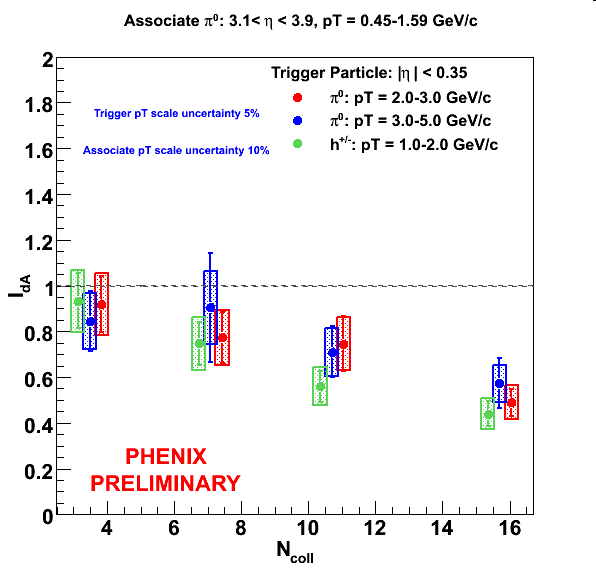 Associate π⁰: 3.1< η < 3.9, pT = 0.45-1.59 GeV/c
Trigger Particle: |η| < 0.35
π⁰: pT = 2.0-3.0 GeV/c
π⁰: pT = 3.0-5.0 GeV/c
h⁺/⁻: pT = 1.0-2.0 GeV/c
Trigger pT scale uncertainty 5%
Associate pT scale uncertainty 10%
PHENIX
PRELIMINARY
I_dA
2
1.8
1.6
1.4
1.2
1
0.8
0.6
0.4
0.2
0
4 6 8 10 12 14 16
N_coll